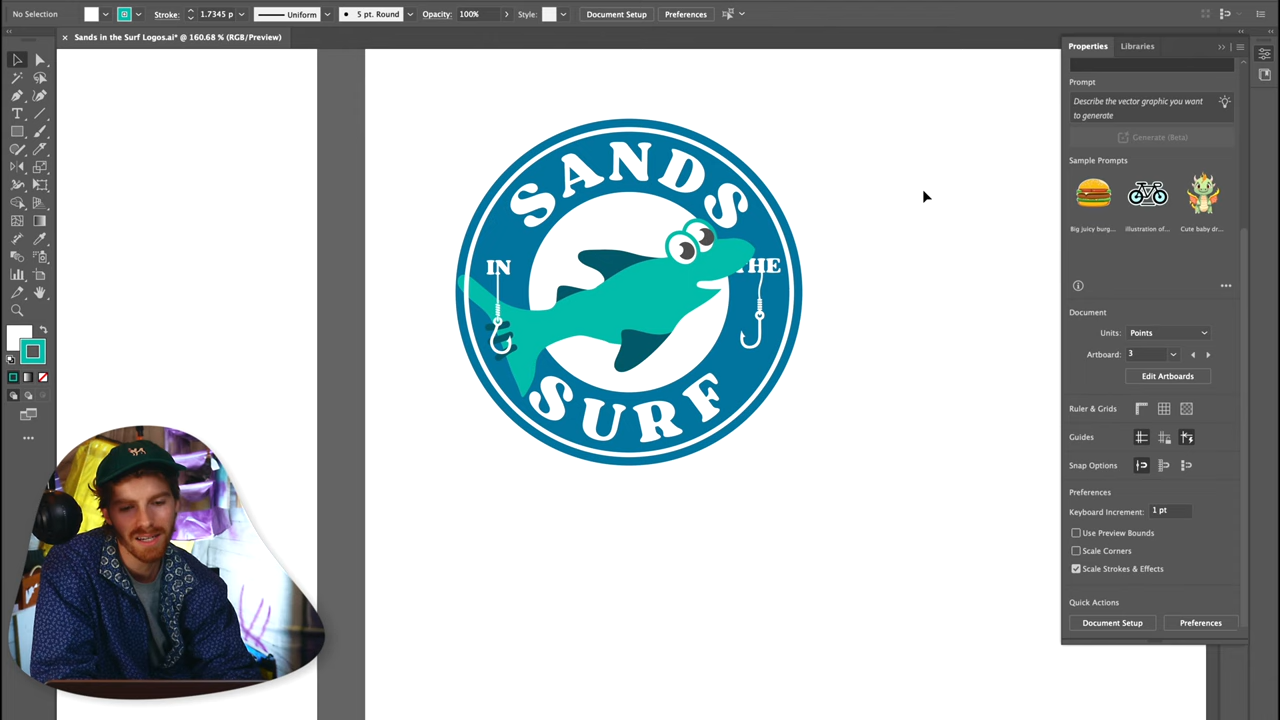 No Selection
Stroke:
1.7345 p
Uniform
5 pt. Round
Opacity:
100%
Style:
Document Setup
Preferences
Sands in the Surf Logos.ai* @ 160.68 % (RGB/Preview)
Properties
Libraries
Prompt
Describe the vector graphic you want
to generate
Generate (Beta)
Sample Prompts
Big juicy burg...
illustration of...
Cute baby dr...
SANDS
IN
THE
SURF
Document
Units:
Points
Artboard:
3
Edit Artboards
Ruler & Grids
Guides
Snap Options
Preferences
Keyboard Increment:
1 pt
Use Preview Bounds
Scale Corners
Scale Strokes & Effects
Quick Actions
Document Setup
Preferences